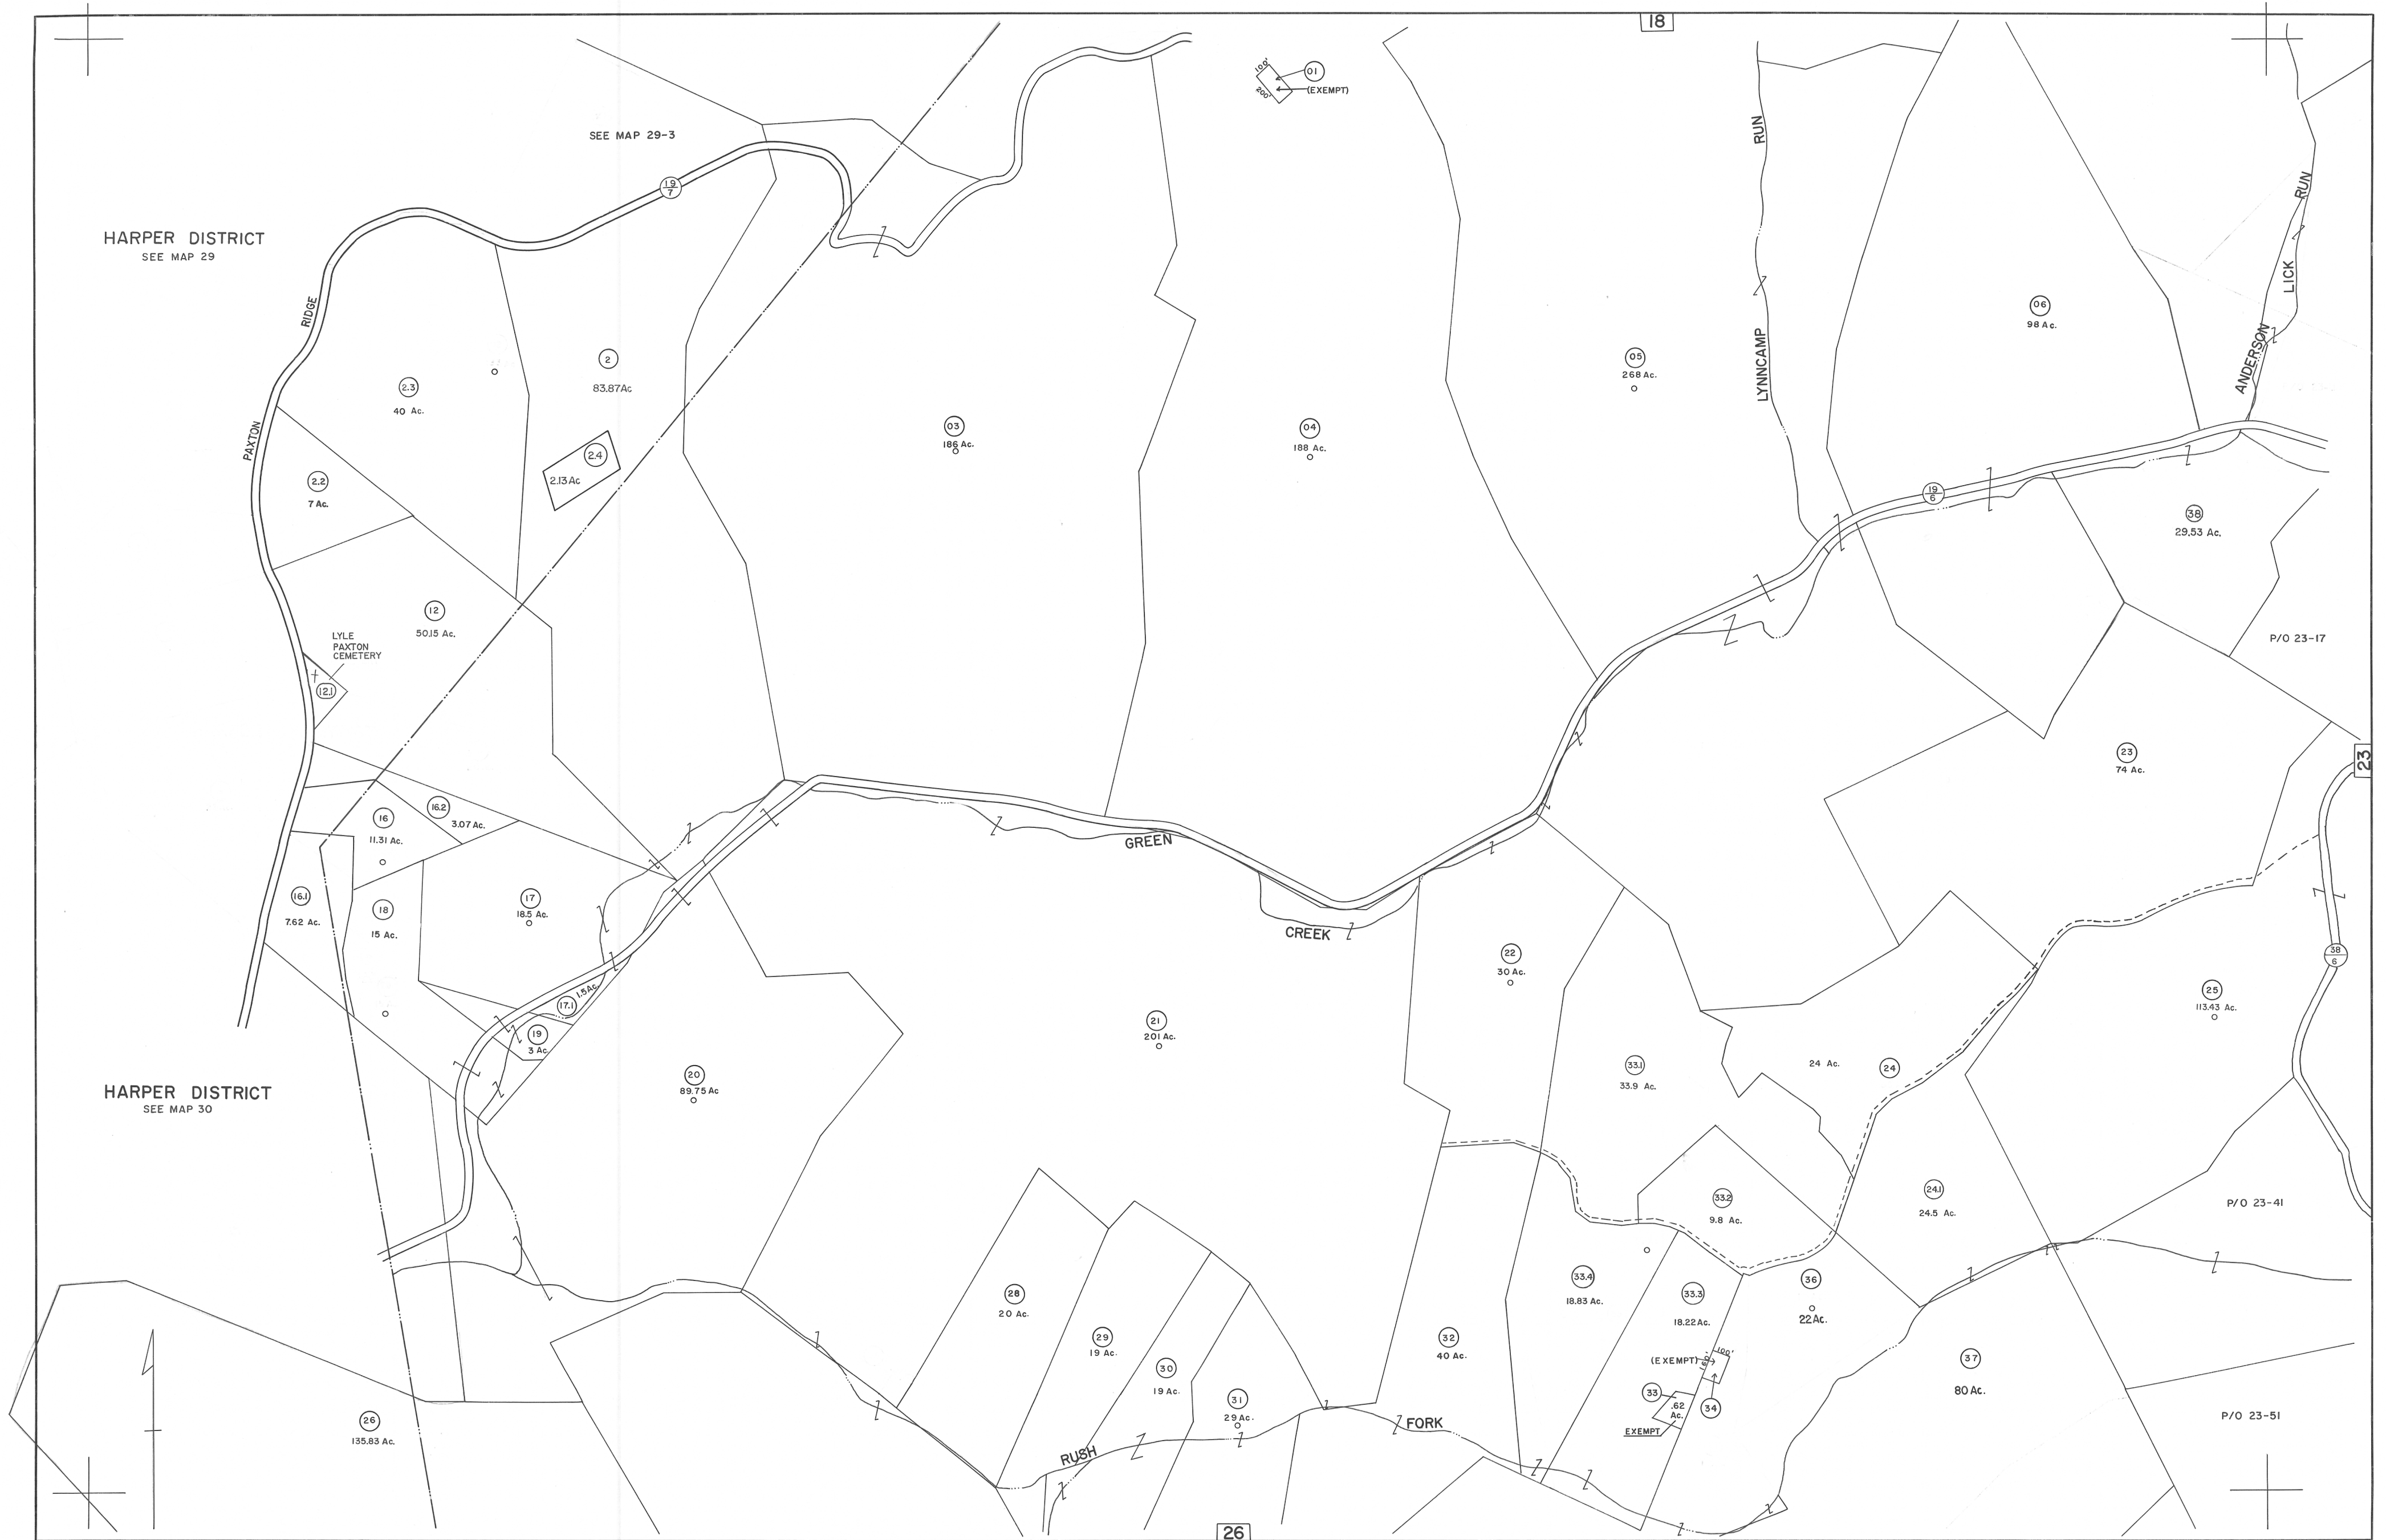 18
100'
01
200'
(EXEMPT)
SEE MAP 29-3
RUN
19
7
RUN
HARPER DISTRICT
SEE MAP 29
LICK
RIDGE
06
98 Ac.
2
83.87Ac
05
268 Ac.
LYNNCAMP
ANDERSON
2.3
40 Ac.
03
186 Ac.
04
188 Ac.
PAXTON
2.4
2.13Ac
2.2
7 Ac.
19
6
38
29.53 Ac.
12
50.15 Ac.
LYLE
PAXTON
CEMETERY
12.1
P/O 23-17
23
74 Ac.
23
16
11.31 Ac.
16.2
3.07 Ac.
GREEN
CREEK
16.1
7.62 Ac.
18
15 Ac.
17
18.5 Ac.
22
30 Ac.
38
6
25
113.43 Ac.
17.1
1.5Ac.
19
3 Ac.
21
201 Ac.
20
89.75 Ac
33.1
33.9 Ac.
24 Ac.
24
HARPER DISTRICT
SEE MAP 30
33.2
9.8 Ac.
24.1
24.5 Ac.
P/O 23-41
28
20 Ac.
33.4
18.83 Ac.
33.3
18.22 Ac.
36
22 Ac.
29
19 Ac.
32
40 Ac.
30
19 Ac.
(EXEMPT)
160'
100'
37
80 Ac.
31
29 Ac.
33
.62
Ac.
34
EXEMPT
26
135.83 Ac.
FORK
P/O 23-51
RUSH
26